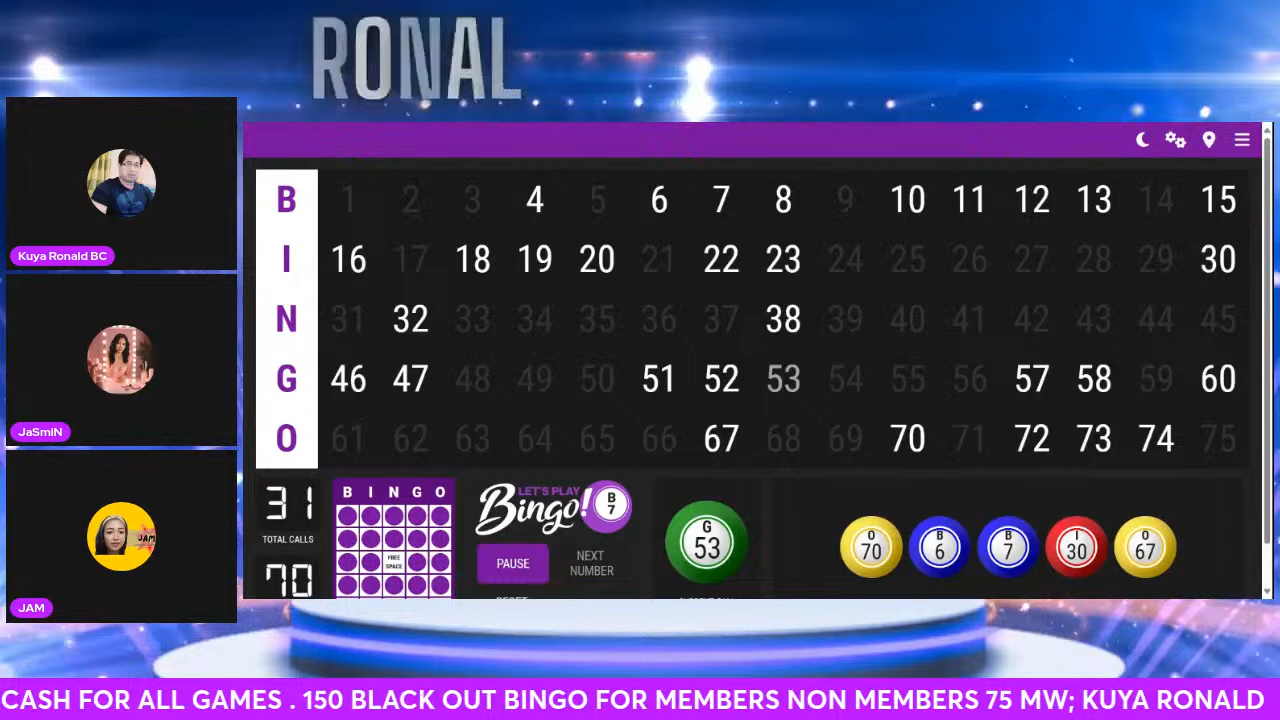 RONAL
Kuya Ronald BC
JaSmiN
JAM
JAM
B 1 2 3 4 5 6 7 8 9 10 11 12 13 14 15
I 16 17 18 19 20 21 22 23 24 25 26 27 28 29 30
N 31 32 33 34 35 36 37 38 39 40 41 42 43 44 45
G 46 47 48 49 50 51 52 53 54 55 56 57 58 59 60
O 61 62 63 64 65 66 67 68 69 70 71 72 73 74 75
31
TOTAL CALLS
70
B I N G O
FREE
SPACE
LET'S PLAY
Bingo!
B
7
PAUSE
NEXT
NUMBER
G
53
O
70
B
6
B
7
I
30
O
67
CASH FOR ALL GAMES . 150 BLACK OUT BINGO FOR MEMBERS NON MEMBERS 75 MW; KUYA RONALD